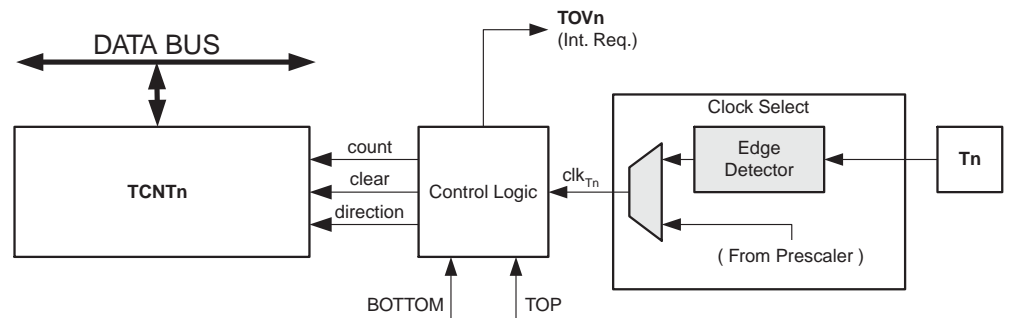 TOVn
(Int. Req.)
DATA BUS
Clock Select
count
Edge
Detector
Tn
TCNTn
clear
Control Logic
clkTn
direction
( From Prescaler )
BOTTOM
TOP